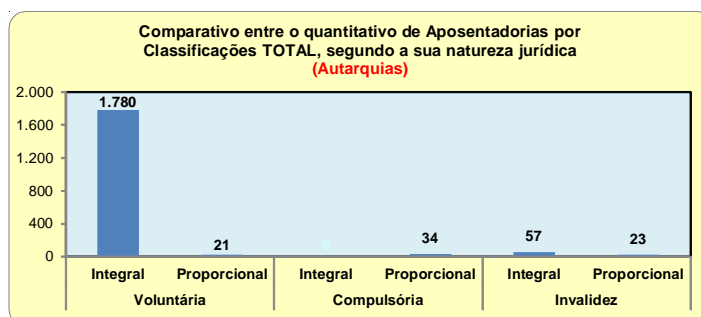 Comparativo entre o quantitativo de Aposentadorias por
Classificações TOTAL, segundo a sua natureza jurídica
(Autarquias)
2.000
1.600
1.200
800
400
0
1.780
21
0
34
57
23
Integral Proporcional Integral Proporcional Integral Proporcional
Voluntária Compulsória Invalidez